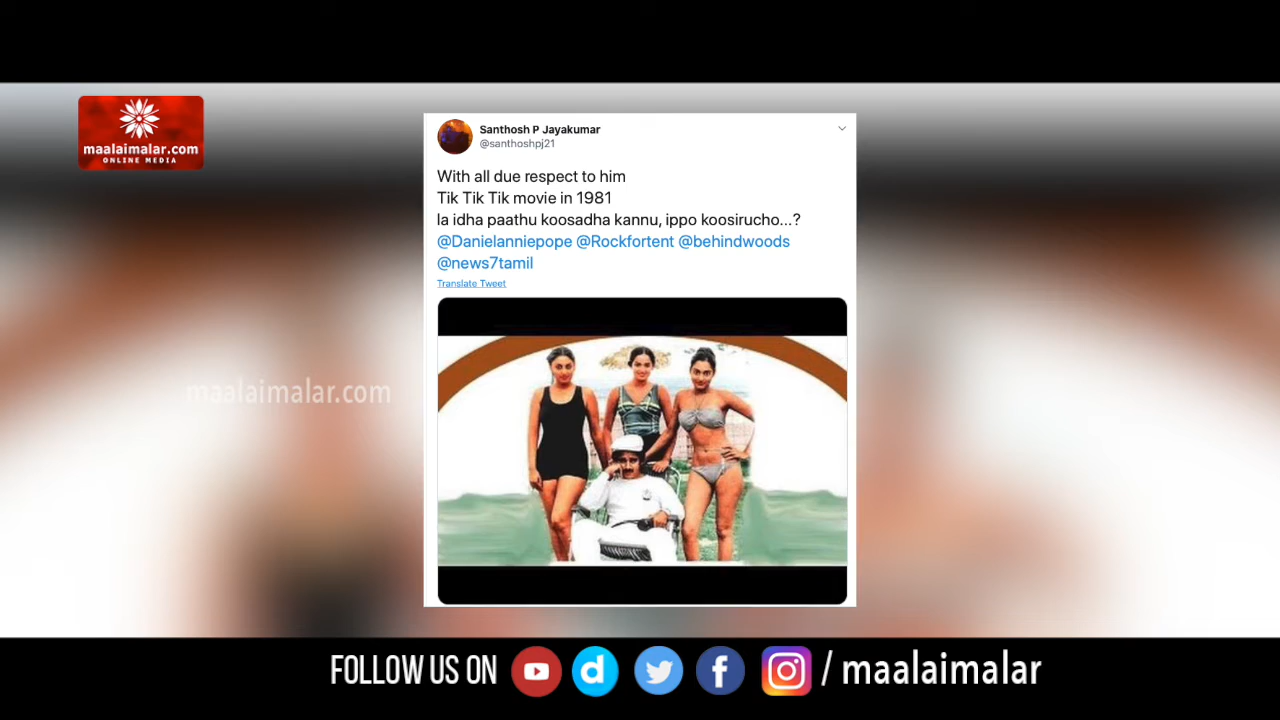 maalaimalar.com
ONLINE MEDIA
Santhosh P Jayakumar
@santhoshpj21
With all due respect to him
Tik Tik Tik movie in 1981
la idha paathu koosadha kannu, ippo koosirucho...?
@Danielanniepope @Rockfortent @behindwoods
@news7tamil
Translate Tweet
maalaimalar.com
FOLLOW US ON / maalaimalar